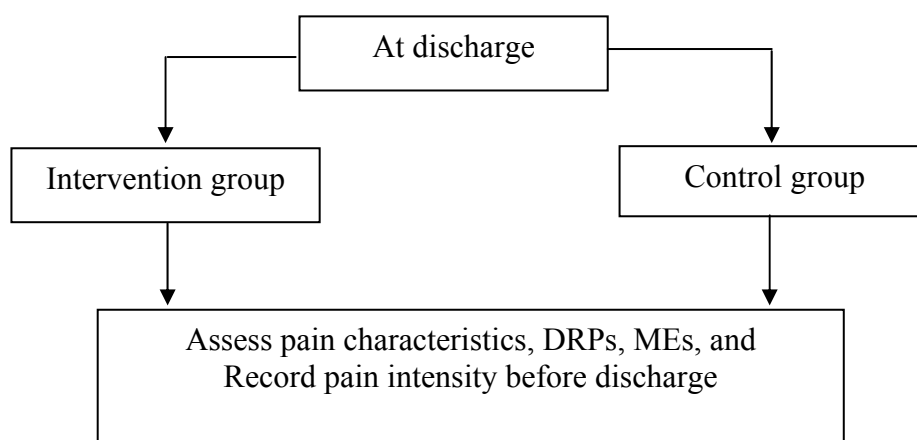 At discharge
Intervention group
Control group
Assess pain characteristics, DRPs, MEs, and
Record pain intensity before discharge